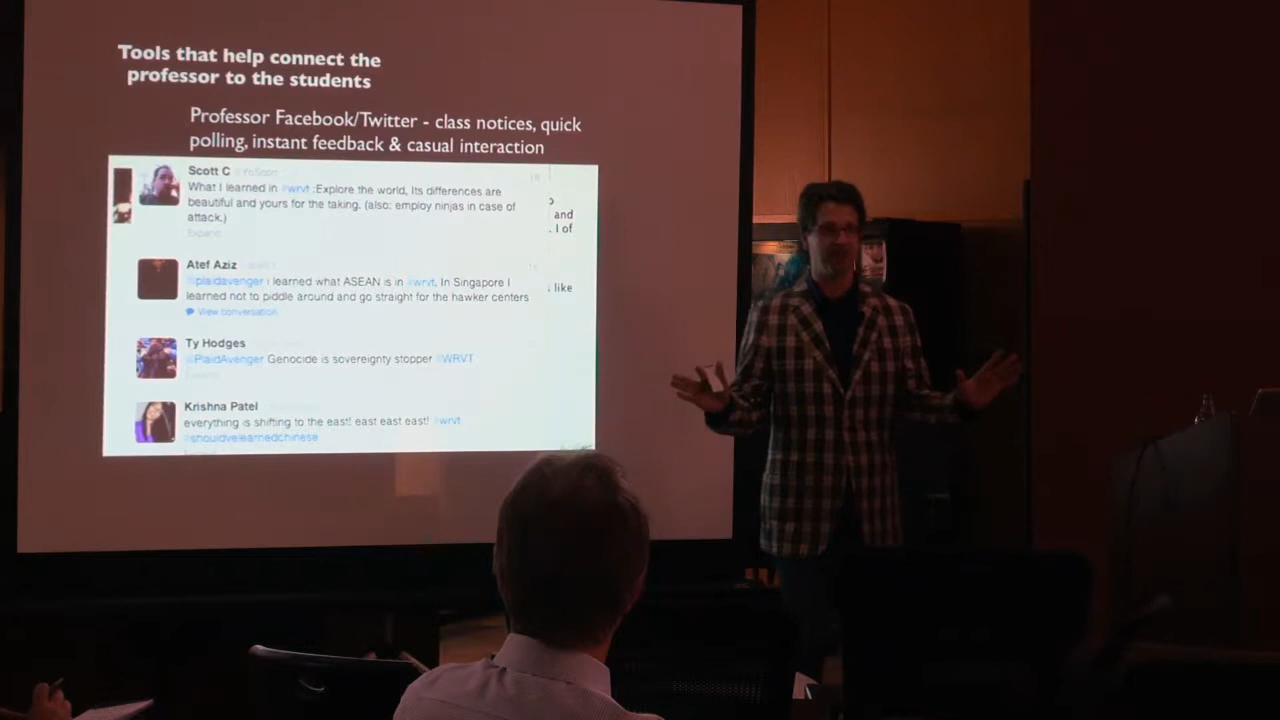 Tools that help connect the
professor to the students
Professor Facebook/Twitter - class notices, quick
polling, instant feedback & casual interaction
Scott C
What I learned in #wrvt :Explore the world, Its differences are
beautiful and yours for the taking. (also: employ ninjas in case of
attack.)
Expand
Atef Aziz
@plaidavenger i learned what ASEAN is in #wrvt. In Singapore I
learned not to piddle around and go straight for the hawker centers
View conversation
Ty Hodges
@PlaidAvenger Genocide is sovereignty stopper #WRVT
Krishna Patel
everything is shifting to the east! east east east! #wrvt
#shouldvelearnedchinese
and
. I of
like